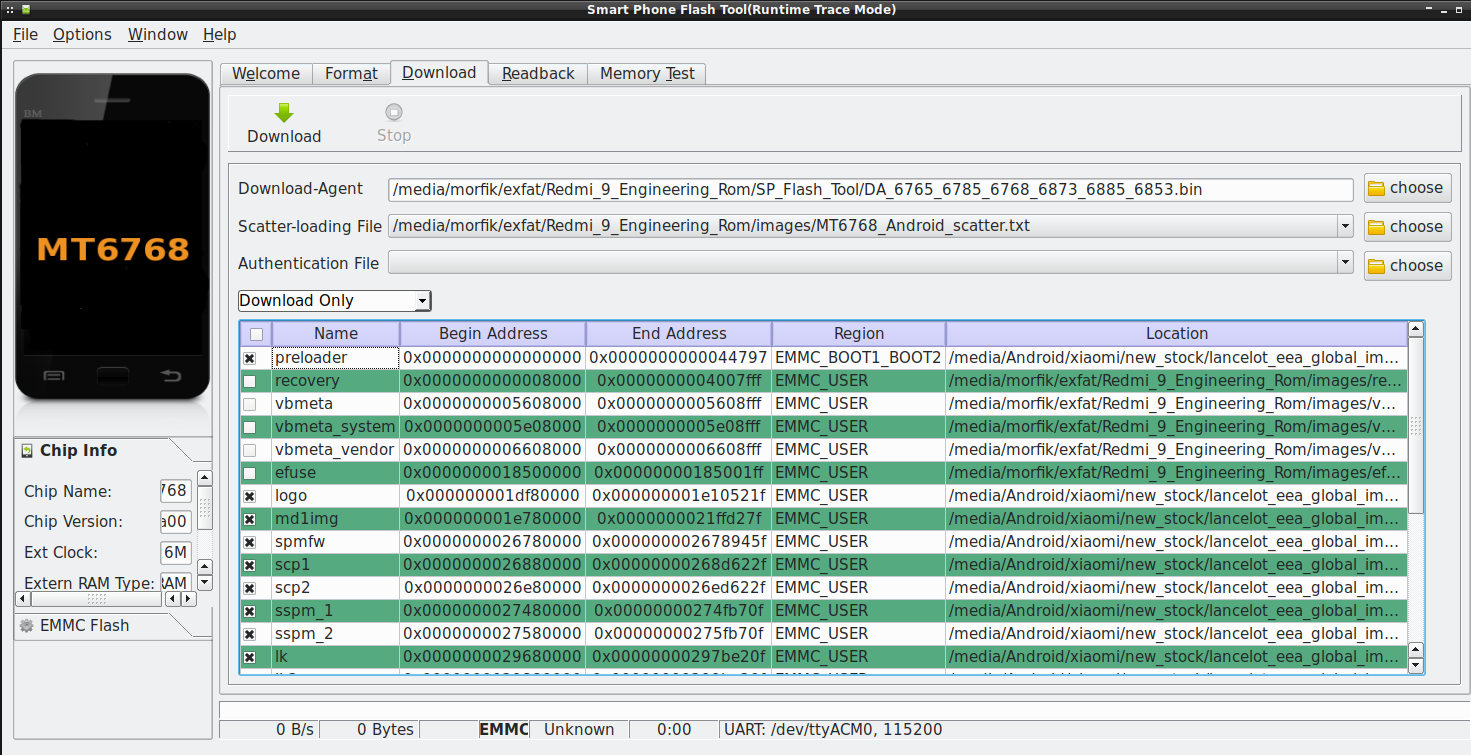 Smart Phone Flash Tool(Runtime Trace Mode)
File Options Window Help
Welcome Format Download Readback Memory Test
BM
MT6768
Download Stop
Download-Agent /media/morfik/exfat/Redmi_9_Engineering_Rom/SP_Flash_Tool/DA_6765_6785_6768_6873_6885_6853.bin choose
Scatter-loading File /media/morfik/exfat/Redmi_9_Engineering_Rom/images/MT6768_Android_scatter.txt choose
Authentication File choose
Download Only
Name Begin Address End Address Region Location
preloader 0x0000000000000000 0x0000000000044797 EMMC_BOOT1_BOOT2 /media/Android/xiaomi/new_stock/lancelot_eea_global_im...
recovery 0x0000000000008000 0x0000000004007fff EMMC_USER /media/morfik/exfat/Redmi_9_Engineering_Rom/images/re...
vbmeta 0x0000000005608000 0x0000000005608fff EMMC_USER /media/morfik/exfat/Redmi_9_Engineering_Rom/images/v...
vbmeta_system 0x0000000005e08000 0x0000000005e08fff EMMC_USER /media/morfik/exfat/Redmi_9_Engineering_Rom/images/v...
vbmeta_vendor 0x0000000006608000 0x0000000006608fff EMMC_USER /media/morfik/exfat/Redmi_9_Engineering_Rom/images/v...
efuse 0x0000000018500000 0x00000000185001ff EMMC_USER /media/morfik/exfat/Redmi_9_Engineering_Rom/images/ef...
logo 0x000000001df80000 0x000000001e10521f EMMC_USER /media/Android/xiaomi/new_stock/lancelot_eea_global_im...
md1img 0x000000001e780000 0x0000000021ffd27f EMMC_USER /media/Android/xiaomi/new_stock/lancelot_eea_global_im...
spmfw 0x0000000026780000 0x000000002678945f EMMC_USER /media/Android/xiaomi/new_stock/lancelot_eea_global_im...
scp1 0x0000000026880000 0x00000000268d622f EMMC_USER /media/Android/xiaomi/new_stock/lancelot_eea_global_im...
scp2 0x0000000026e80000 0x0000000026ed622f EMMC_USER /media/Android/xiaomi/new_stock/lancelot_eea_global_im...
sspm_1 0x0000000027480000 0x00000000274fb70f EMMC_USER /media/Android/xiaomi/new_stock/lancelot_eea_global_im...
sspm_2 0x0000000027580000 0x00000000275fb70f EMMC_USER /media/Android/xiaomi/new_stock/lancelot_eea_global_im...
lk 0x0000000029680000 0x00000000297be20f EMMC_USER /media/Android/xiaomi/new_stock/lancelot_eea_global_im...
Chip Info
Chip Name: 768
Chip Version: a00
Ext Clock: 6M
Extern RAM Type: RAM
EMMC Flash
0 B/s 0 Bytes EMMC Unknown 0:00 UART: /dev/ttyACM0, 115200